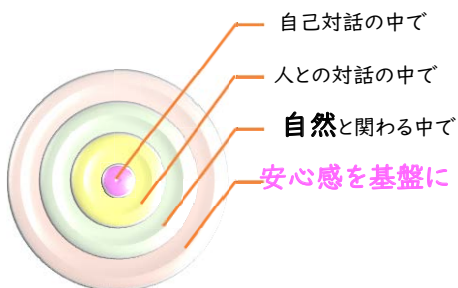 自己対話の中で
人との対話の中で
自然と関わる中で
安心感を基盤に